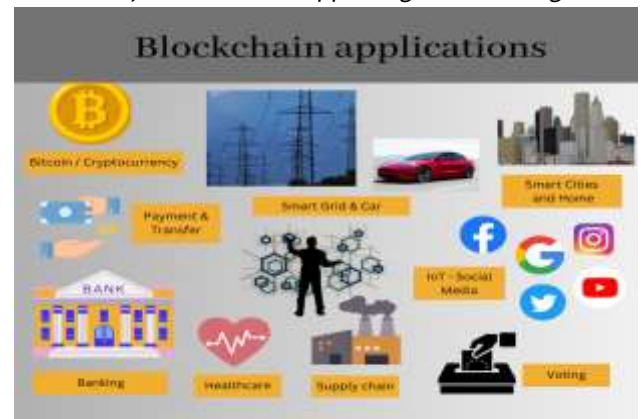 Blockchain applications
Bitcoin / Cryptocurrency
Smart Grid & Car
Smart Cities
and Home
Payment &
Transfer
IoT - Social
Media
BANK
Banking
Healthcare
Supply chain
Voting